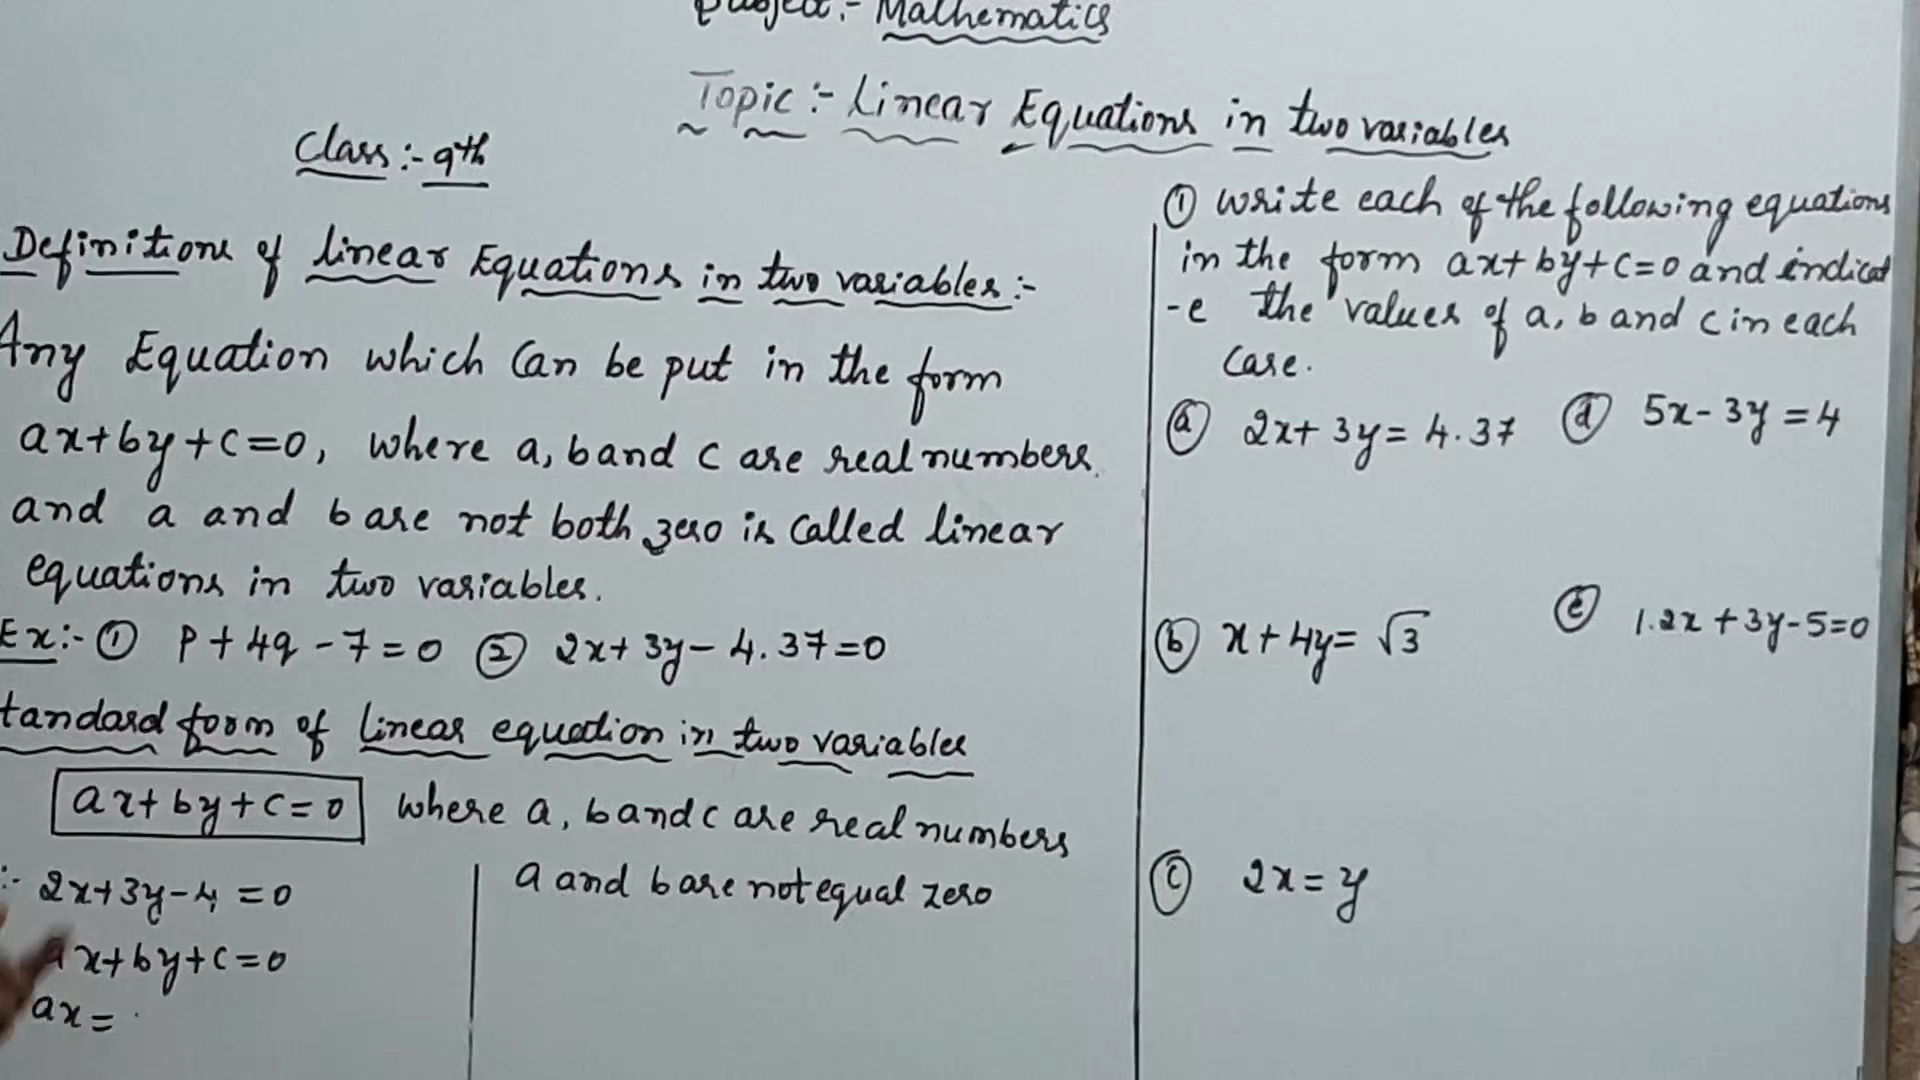 Subject:- Mathematics
Topic:- Linear Equations in two variables
Class:- 9th
Definitions of linear Equations in two variables:-
Any Equation which Can be put in the form
ax+by+c=0, where a, b and c are real numbers.
and a and b are not both zero is called linear
equations in two variables.
Ex:- ① p+4q-7=0 ② 2x+3y-4.37=0
tandard form of linear equation in two variables
ax+by+c=0 where a, b and c are real numbers
a and b are not equal zero
:- 2x+3y-4=0
ax+by+c=0
ax=
① write each of the following equations
in the form ax+by+c=0 and indicat
-e the values of a, b and c in each
case.
ⓐ 2x+3y=4.37 ⓓ 5x-3y=4
ⓑ x+4y=√3 ⓔ 1.2x+3y-5=0
ⓒ 2x=y